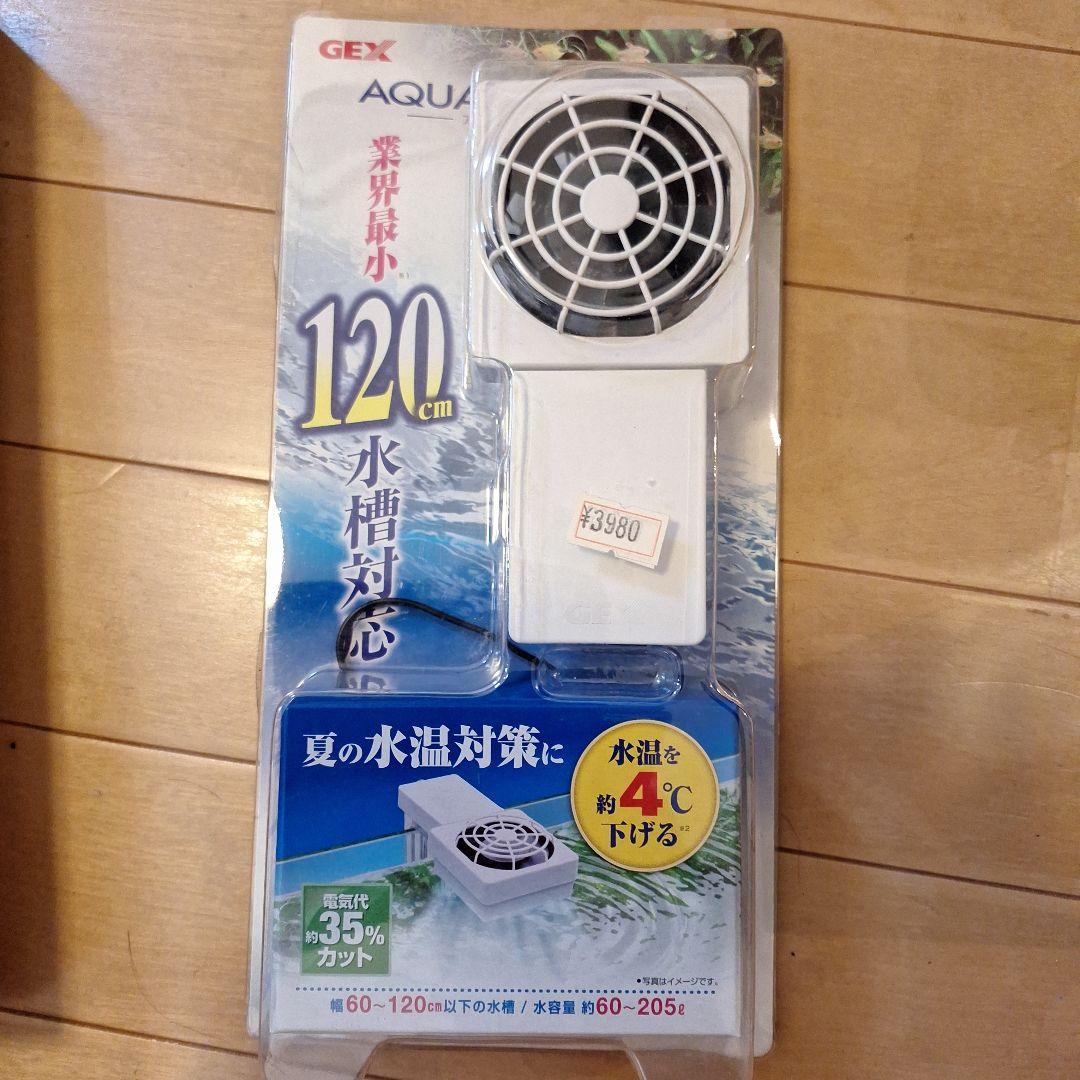 GEX
AQUA
業界最小
※1
120cm
水槽対応
¥3980
GEX
夏の水温対策に
水温を
約4℃
下げる※2
電気代
約35%
カット
●写真はイメージです。
幅60～120cm以下の水槽 / 水容量 約60～205ℓ